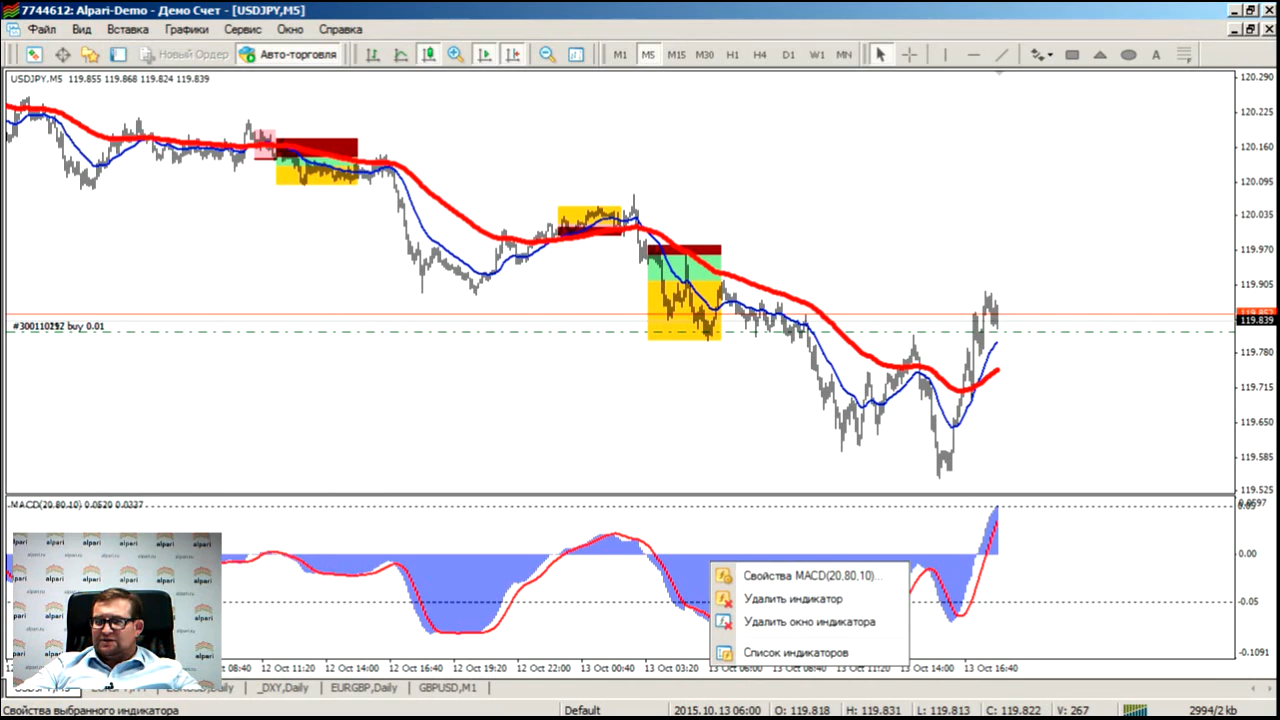 7744612: Alpari-Demo - Демо Счет - [USDJPY,M5]
Файл Вид Вставка Графики Сервис Окно Справка
Новый Ордер Авто-торговля M1 M5 M15 M30 H1 H4 D1 W1 MN A
USDJPY,M5 119.855 119.868 119.824 119.839
120.290
120.225
120.160
120.095
120.035
119.970
119.905
119.839
119.780
119.715
119.650
119.585
119.525
buy 0.01
MACD(20,80,10) 0.0520 0.0337
0.00
-0.05
-0.1091
Свойства MACD(20,80,10)...
Удалить индикатор
Удалить окно индикатора
Список индикаторов
alpari
08:40 12 Oct 11:20 12 Oct 14:00 12 Oct 16:40 12 Oct 19:20 12 Oct 22:00 13 Oct 00:40 13 Oct 03:20 13 Oct 06:00 13 Oct 08:40 13 Oct 11:20 13 Oct 14:00 13 Oct 16:40
_DXY,Daily EURGBP,Daily GBPUSD,M1
Свойства выбранного индикатора Default 2015.10.13 06:00 O: 119.818 H: 119.831 L: 119.813 C: 119.822 V: 267 2994/2 kb